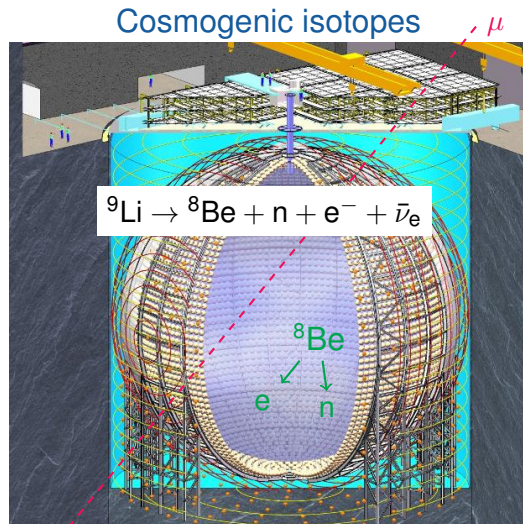 Cosmogenic isotopes
μ
⁹Li → ⁸Be + n + e⁻ + ν̄ₑ
⁸Be
e n